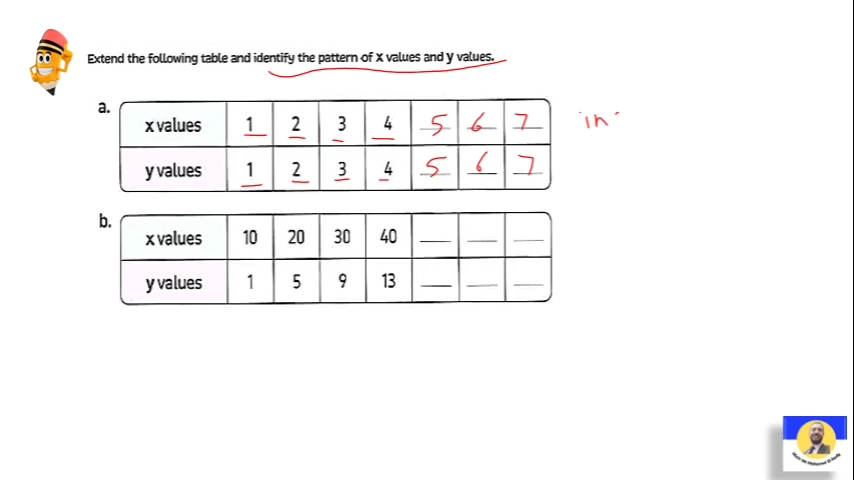 Extend the following table and identify the pattern of x values and y values.
a.
x values 1 2 3 4 5 6 7
in
y values 1 2 3 4 5 6 7
b.
x values 10 20 30 40
y values 1 5 9 13